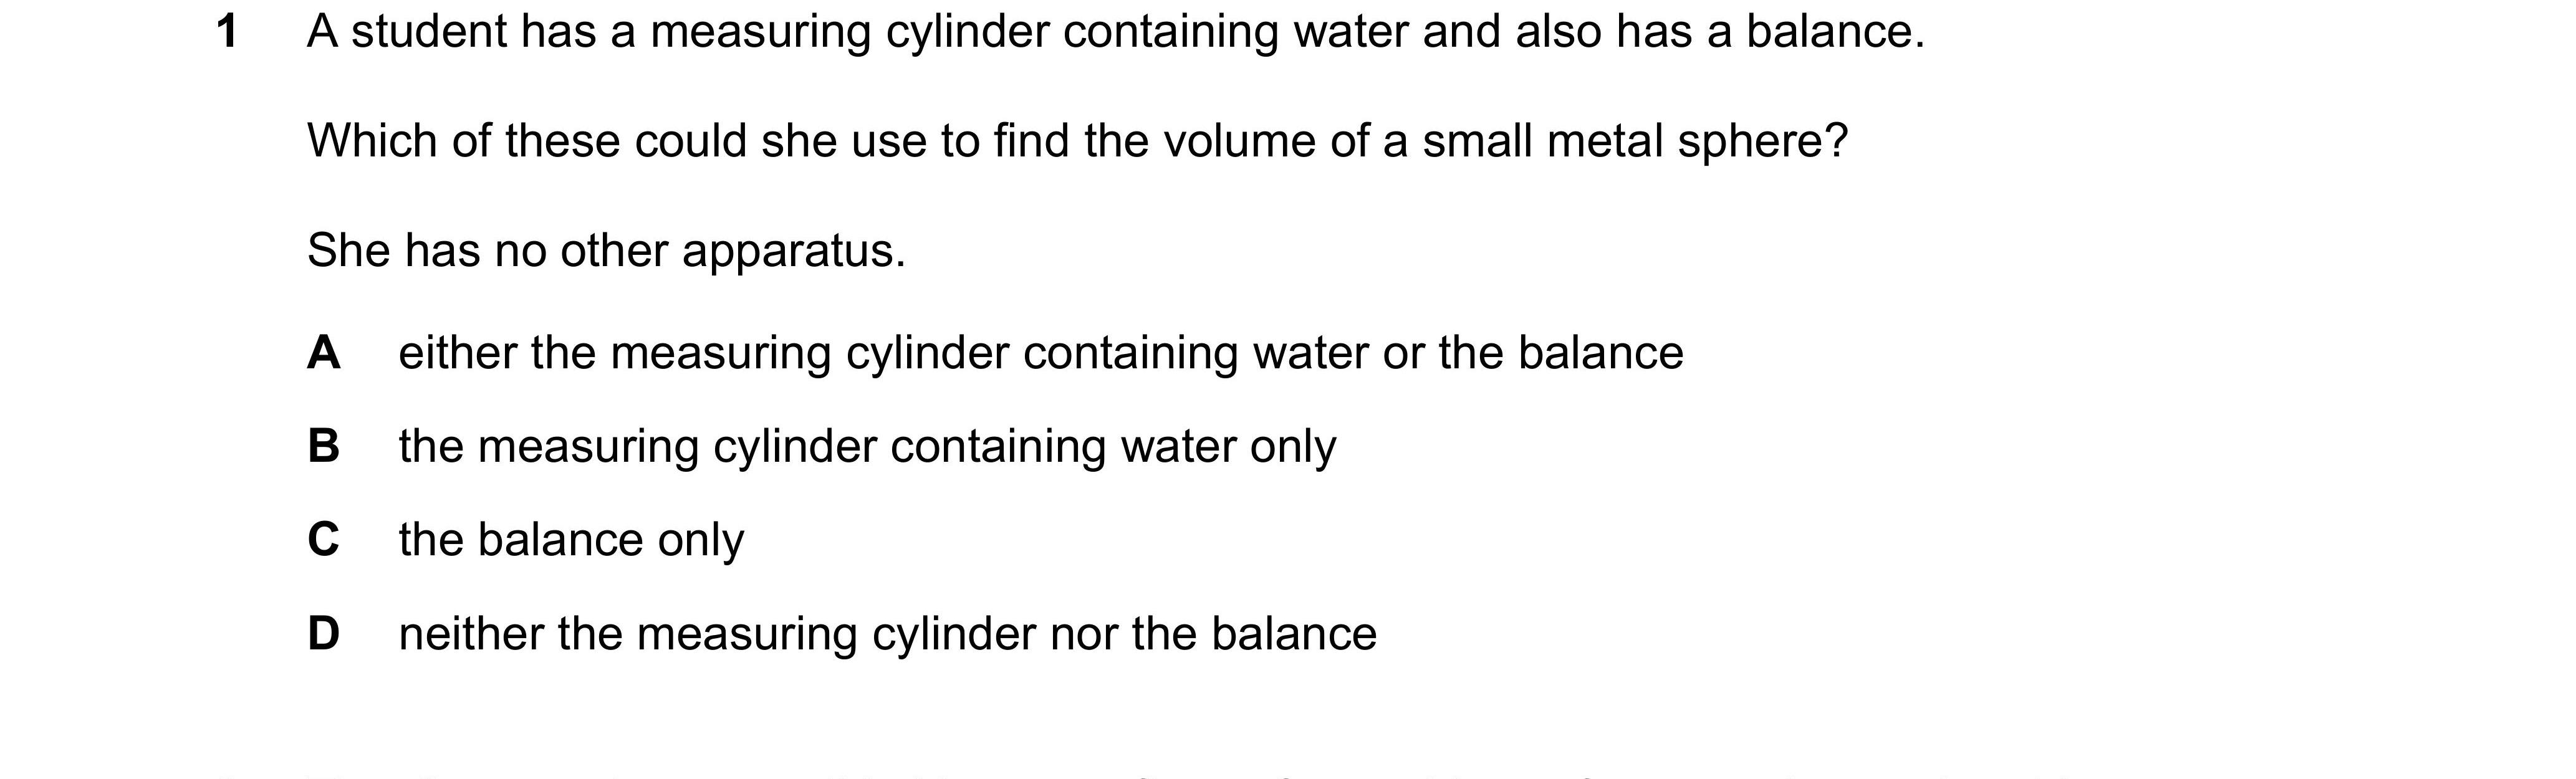 1 A student has a measuring cylinder containing water and also has a balance.
Which of these could she use to find the volume of a small metal sphere?
She has no other apparatus.
A either the measuring cylinder containing water or the balance
B the measuring cylinder containing water only
C the balance only
D neither the measuring cylinder nor the balance